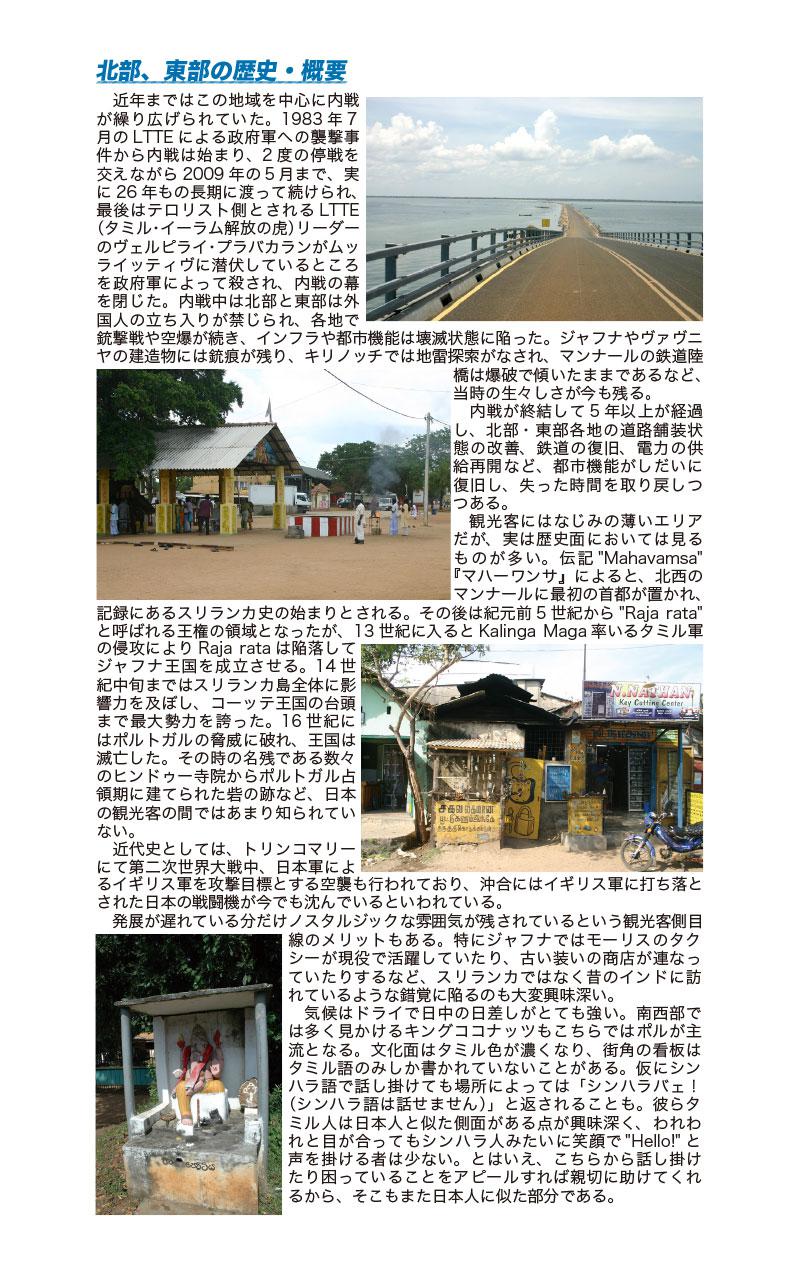 北部、東部の歴史・概要
近年まではこの地域を中心に内戦
が繰り広げられていた。1983 年 7
月の LTTE による政府軍への襲撃事
件から内戦は始まり、2 度の停戦を
交えながら 2009 年の 5 月まで、実
に 26 年もの長期に渡って続けられ、
最後はテロリスト側とされる LTTE
（タミル・イーラム解放の虎）リーダー
のヴェルピライ・プラバカランがムッ
ライッティヴに潜伏しているところ
を政府軍によって殺され、内戦の幕
を閉じた。内戦中は北部と東部は外
国人の立ち入りが禁じられ、各地で
銃撃戦や空爆が続き、インフラや都市機能は壊滅状態に陥った。ジャフナやヴァヴニ
ヤの建造物には銃痕が残り、キリノッチでは地雷探索がなされ、マンナールの鉄道陸
橋は爆破で傾いたままであるなど、
当時の生々しさが今も残る。
内戦が終結して 5 年以上が経過
し、北部・東部各地の道路舗装状
態の改善、鉄道の復旧、電力の供
給再開など、都市機能がしだいに
復旧し、失った時間を取り戻しつ
つある。
観光客にはなじみの薄いエリア
だが、実は歴史面においては見る
ものが多い。伝記 "Mahavamsa"
『マハーワンサ』によると、北西の
マンナールに最初の首都が置かれ、
記録にあるスリランカ史の始まりとされる。その後は紀元前 5 世紀から "Raja rata"
と呼ばれる王権の領域となったが、13 世紀に入ると Kalinga Maga 率いるタミル軍
の侵攻により Raja rata は陥落して
ジャフナ王国を成立させる。14 世
紀中旬まではスリランカ島全体に影
響力を及ぼし、コーッテ王国の台頭
まで最大勢力を誇った。16 世紀に
はポルトガルの脅威に破れ、王国は
滅亡した。その時の名残である数々
のヒンドゥー寺院からポルトガル占
領期に建てられた砦の跡など、日本
の観光客の間ではあまり知られてい
ない。
N.NATHAN
Key Cutting Center
近代史としては、トリンコマリー
にて第二次世界大戦中、日本軍によ
るイギリス軍を攻撃目標とする空襲も行われており、沖合にはイギリス軍に打ち落と
された日本の戦闘機が今でも沈んでいるといわれている。
発展が遅れている分だけノスタルジックな雰囲気が残されているという観光客側目
線のメリットもある。特にジャフナではモーリスのタク
シーが現役で活躍していたり、古い装いの商店が連なっ
ていたりするなど、スリランカではなく昔のインドに訪
れているような錯覚に陥るのも大変興味深い。
気候はドライで日中の日差しがとても強い。南西部で
は多く見かけるキングココナッツもこちらではポルが主
流となる。文化面はタミル色が濃くなり、街角の看板は
タミル語のみしか書かれていないことがある。仮にシン
ハラ語で話し掛けても場所によっては「シンハラバェ！
（シンハラ語は話せません）」と返されることも。彼らタ
ミル人は日本人と似た側面がある点が興味深く、われわ
れと目が合ってもシンハラ人みたいに笑顔で "Hello!" と
声を掛ける者は少ない。とはいえ、こちらから話し掛け
たり困っていることをアピールすれば親切に助けてくれ
るから、そこもまた日本人に似た部分である。